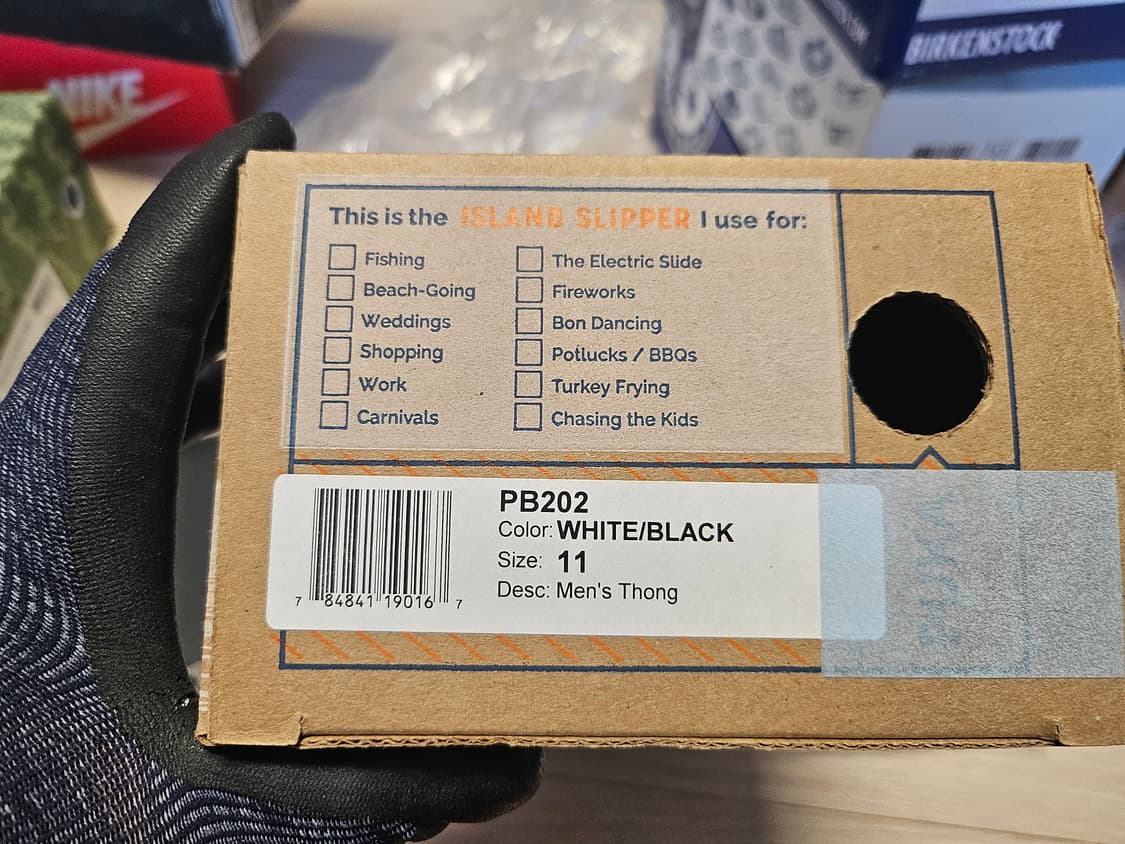 NIKE
BIRKENSTOCK
This is the ISLAND SLIPPER I use for:
Fishing
Beach-Going
Weddings
Shopping
Work
Carnivals
The Electric Slide
Fireworks
Bon Dancing
Potlucks / BBQs
Turkey Frying
Chasing the Kids
PB202
Color: WHITE/BLACK
Size: 11
Desc: Men's Thong
7 84841 19016 7